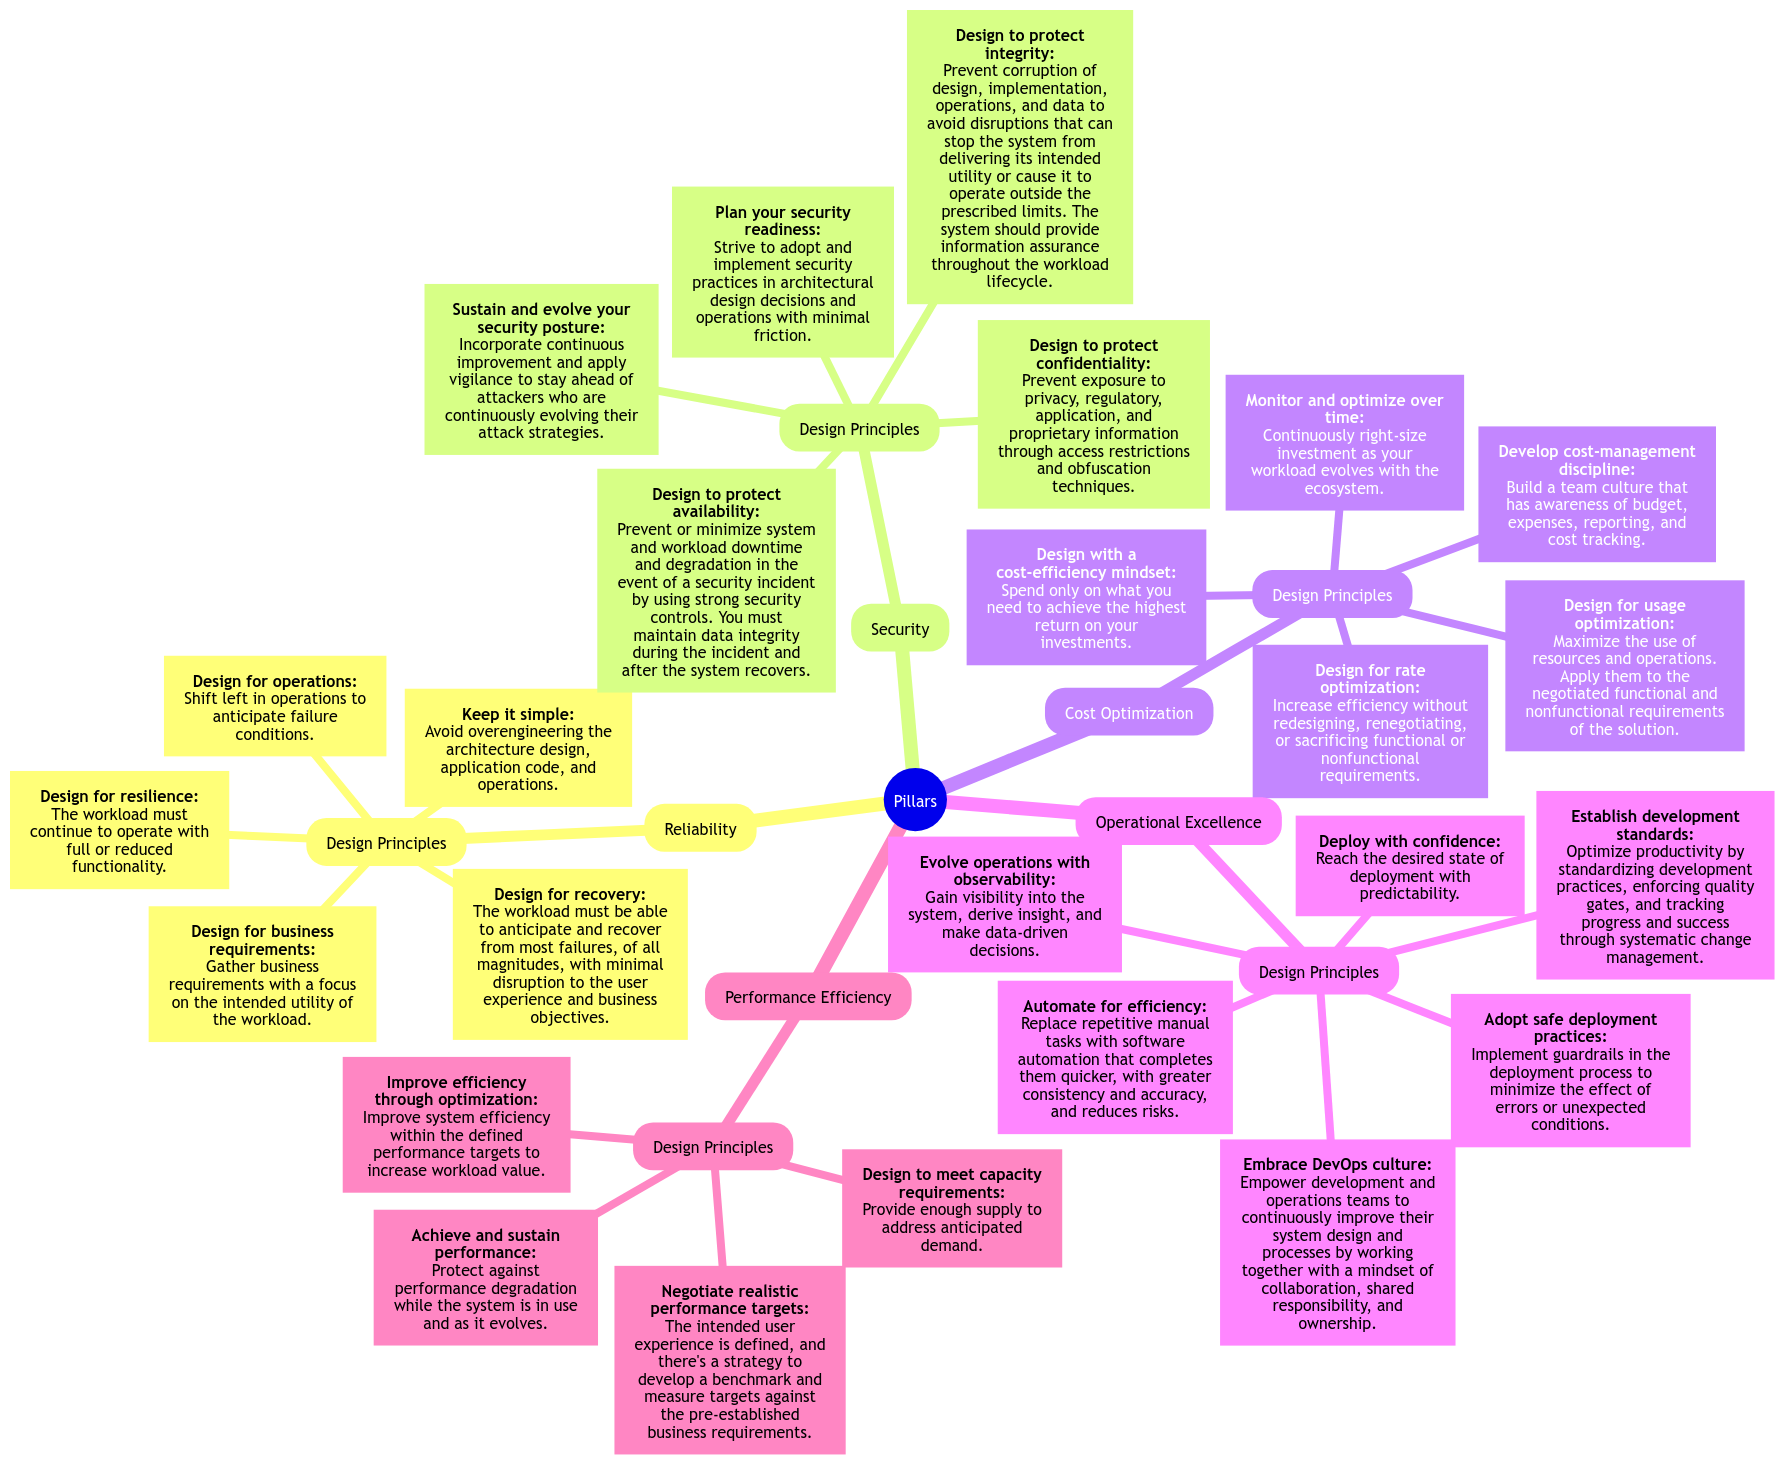 Design to protect
integrity:
Prevent corruption of
design, implementation,
operations, and data to
avoid disruptions that can
stop the system from
delivering its intended
utility or cause it to
operate outside the
prescribed limits. The
system should provide
information assurance
throughout the workload
lifecycle.
Plan your security
readiness:
Strive to adopt and
implement security
practices in architectural
design decisions and
operations with minimal
friction.
Sustain and evolve your
security posture:
Incorporate continuous
improvement and apply
vigilance to stay ahead of
attackers who are
continuously evolving their
attack strategies.
Design to protect
confidentiality:
Prevent exposure to
privacy, regulatory,
application, and
proprietary information
through access restrictions
and obfuscation
techniques.
Design Principles
Design to protect
availability:
Prevent or minimize system
and workload downtime
and degradation in the
event of a security incident
by using strong security
controls. You must
maintain data integrity
during the incident and
after the system recovers.
Security
Monitor and optimize over
time:
Continuously right-size
investment as your
workload evolves with the
ecosystem.
Develop cost-management
discipline:
Build a team culture that
has awareness of budget,
expenses, reporting, and
cost tracking.
Design with a
cost-efficiency mindset:
Spend only on what you
need to achieve the highest
return on your
investments.
Design Principles
Design for usage
optimization:
Maximize the use of
resources and operations.
Apply them to the
negotiated functional and
nonfunctional requirements
of the solution.
Design for rate
optimization:
Increase efficiency without
redesigning, renegotiating,
or sacrificing functional or
nonfunctional
requirements.
Cost Optimization
Design for operations:
Shift left in operations to
anticipate failure
conditions.
Keep it simple:
Avoid overengineering the
architecture design,
application code, and
operations.
Design for resilience:
The workload must
continue to operate with
full or reduced
functionality.
Design Principles
Reliability
Pillars
Design for business
requirements:
Gather business
requirements with a focus
on the intended utility of
the workload.
Design for recovery:
The workload must be able
to anticipate and recover
from most failures, of all
magnitudes, with minimal
disruption to the user
experience and business
objectives.
Operational Excellence
Evolve operations with
observability:
Gain visibility into the
system, derive insight, and
make data-driven
decisions.
Deploy with confidence:
Reach the desired state of
deployment with
predictability.
Establish development
standards:
Optimize productivity by
standardizing development
practices, enforcing quality
gates, and tracking
progress and success
through systematic change
management.
Design Principles
Automate for efficiency:
Replace repetitive manual
tasks with software
automation that completes
them quicker, with greater
consistency and accuracy,
and reduces risks.
Adopt safe deployment
practices:
Implement guardrails in the
deployment process to
minimize the effect of
errors or unexpected
conditions.
Embrace DevOps culture:
Empower development and
operations teams to
continuously improve their
system design and
processes by working
together with a mindset of
collaboration, shared
responsibility, and
ownership.
Performance Efficiency
Improve efficiency
through optimization:
Improve system efficiency
within the defined
performance targets to
increase workload value.
Design Principles
Design to meet capacity
requirements:
Provide enough supply to
address anticipated
demand.
Achieve and sustain
performance:
Protect against
performance degradation
while the system is in use
and as it evolves.
Negotiate realistic
performance targets:
The intended user
experience is defined, and
there's a strategy to
develop a benchmark and
measure targets against
the pre-established
business requirements.